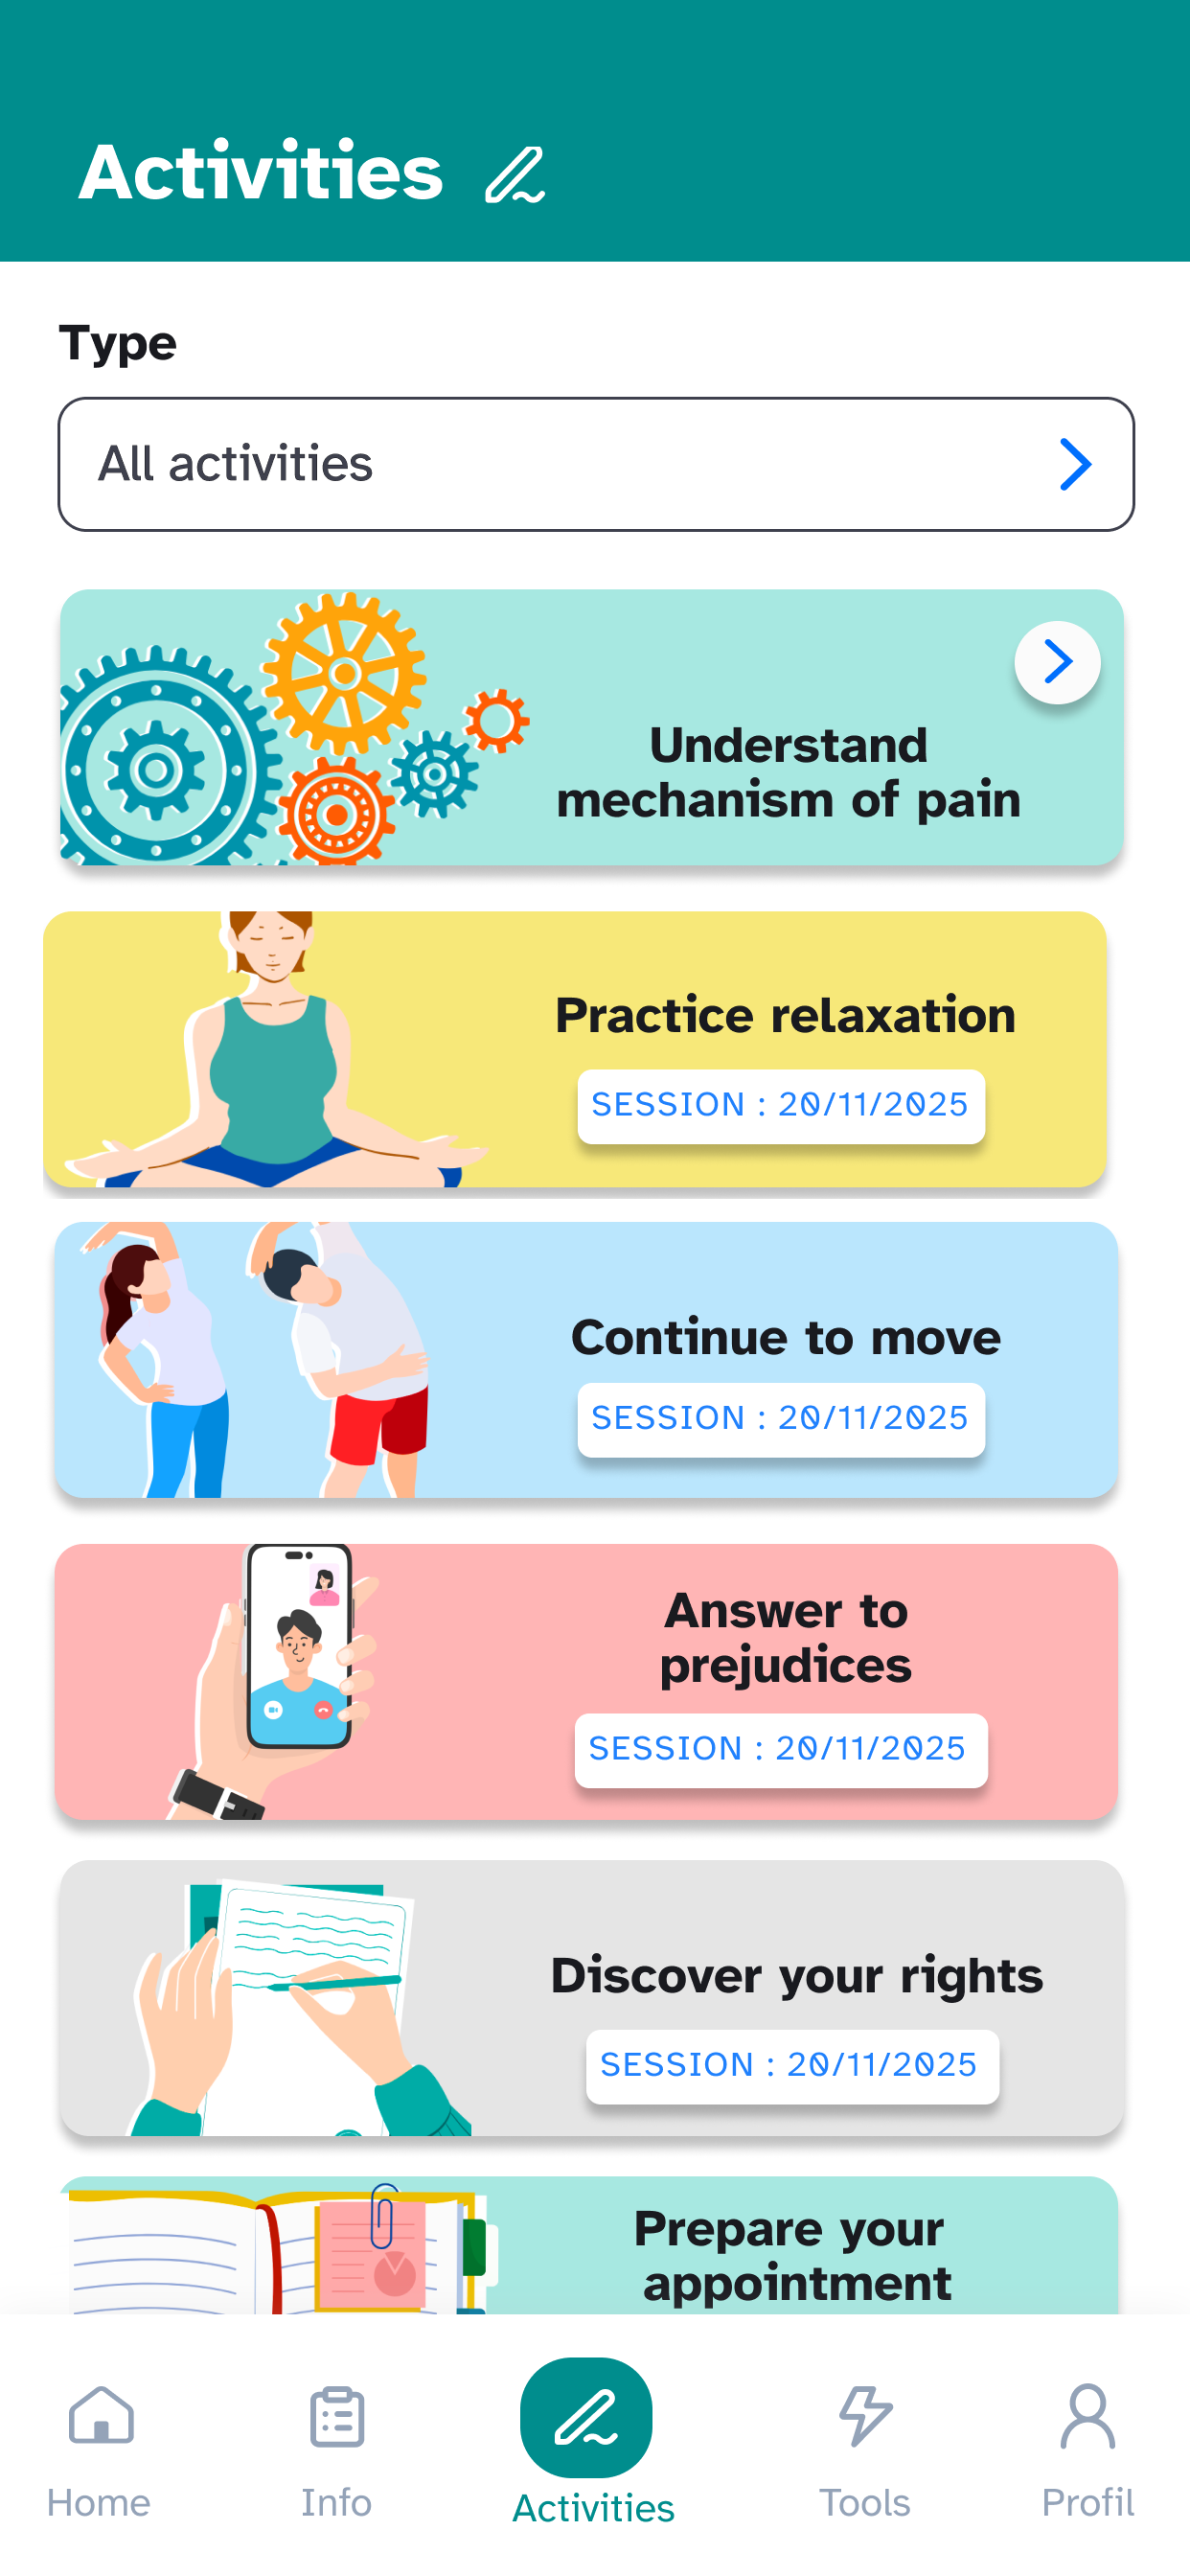 Activities
Type
All activities
Understand
mechanism of pain
Practice relaxation
SESSION : 20/11/2025
Continue to move
SESSION : 20/11/2025
Answer to
prejudices
SESSION : 20/11/2025
Discover your rights
SESSION : 20/11/2025
Prepare your
appointment
Home
Info
Activities
Tools
Profil